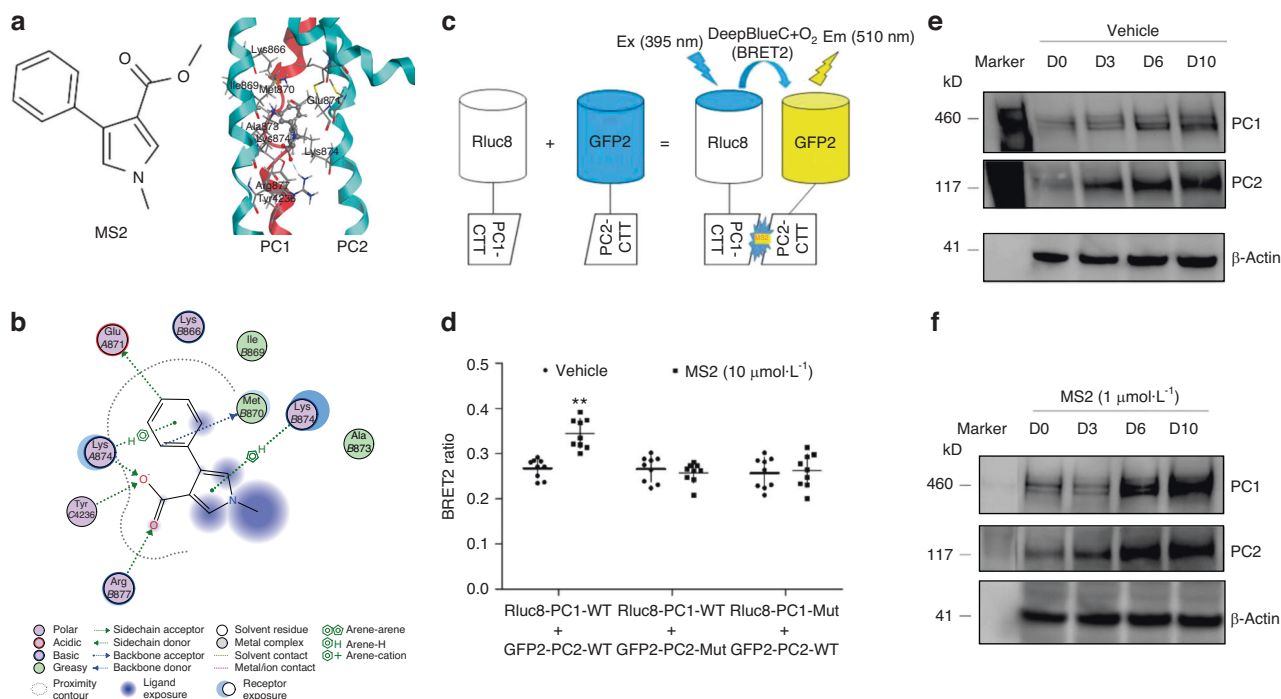 a
MS2
Lys866
Ile869
Met870
Glu871
Ala873
Lys874
Lys874
Arg877
Tyr4236
PC1
PC2
b
Lys
B866
Glu
A871
Ile
B869
Met
B870
Lys
B874
Ala
B873
Lys
A874
H
H
Tyr
C4236
O-
N
O
Arg
B877
Polar
Acidic
Basic
Greasy
Proximity
contour
Sidechain acceptor
Sidechain donor
Backbone acceptor
Backbone donor
Ligand
exposure
Solvent residue
Metal complex
Solvent contact
Metal/ion contact
Receptor
exposure
Arene-arene
H Arene-H
+ Arene-cation
c
Ex (395 nm)
DeepBlueC+O2
(BRET2)
Em (510 nm)
Rluc8
+
GFP2
=
Rluc8
GFP2
PC1-
CTT
PC2-
CTT
PC1-
CTT
MS2
PC2-
CTT
d
BRET2 ratio
0.5
0.4
0.3
0.2
0.1
0.0
Vehicle
MS2 (10 μmol·L-1)
**
Rluc8-PC1-WT Rluc8-PC1-WT Rluc8-PC1-Mut
+ + +
GFP2-PC2-WT GFP2-PC2-Mut GFP2-PC2-WT
e
Vehicle
Marker D0 D3 D6 D10
kD
460
PC1
117
PC2
41
β-Actin
f
MS2 (1 μmol·L-1)
Marker D0 D3 D6 D10
kD
460
PC1
117
PC2
41
β-Actin